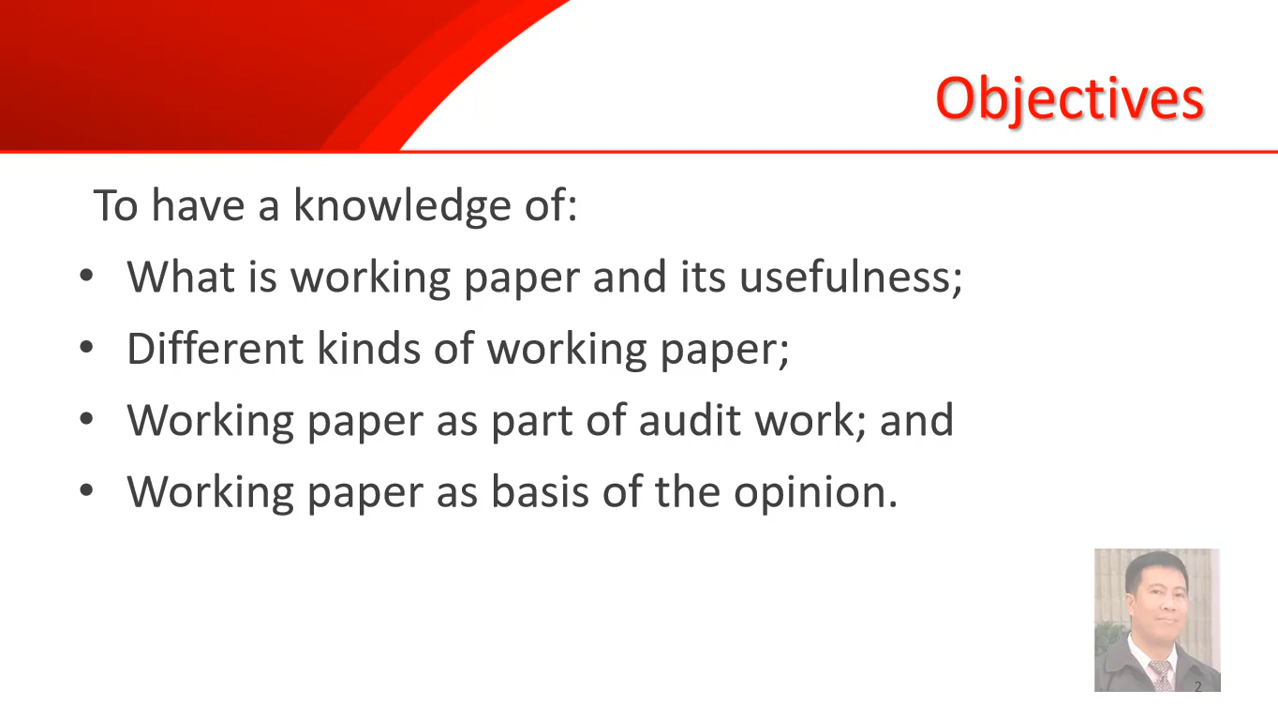 Objectives
To have a knowledge of:
• What is working paper and its usefulness;
• Different kinds of working paper;
• Working paper as part of audit work; and
• Working paper as basis of the opinion.
2